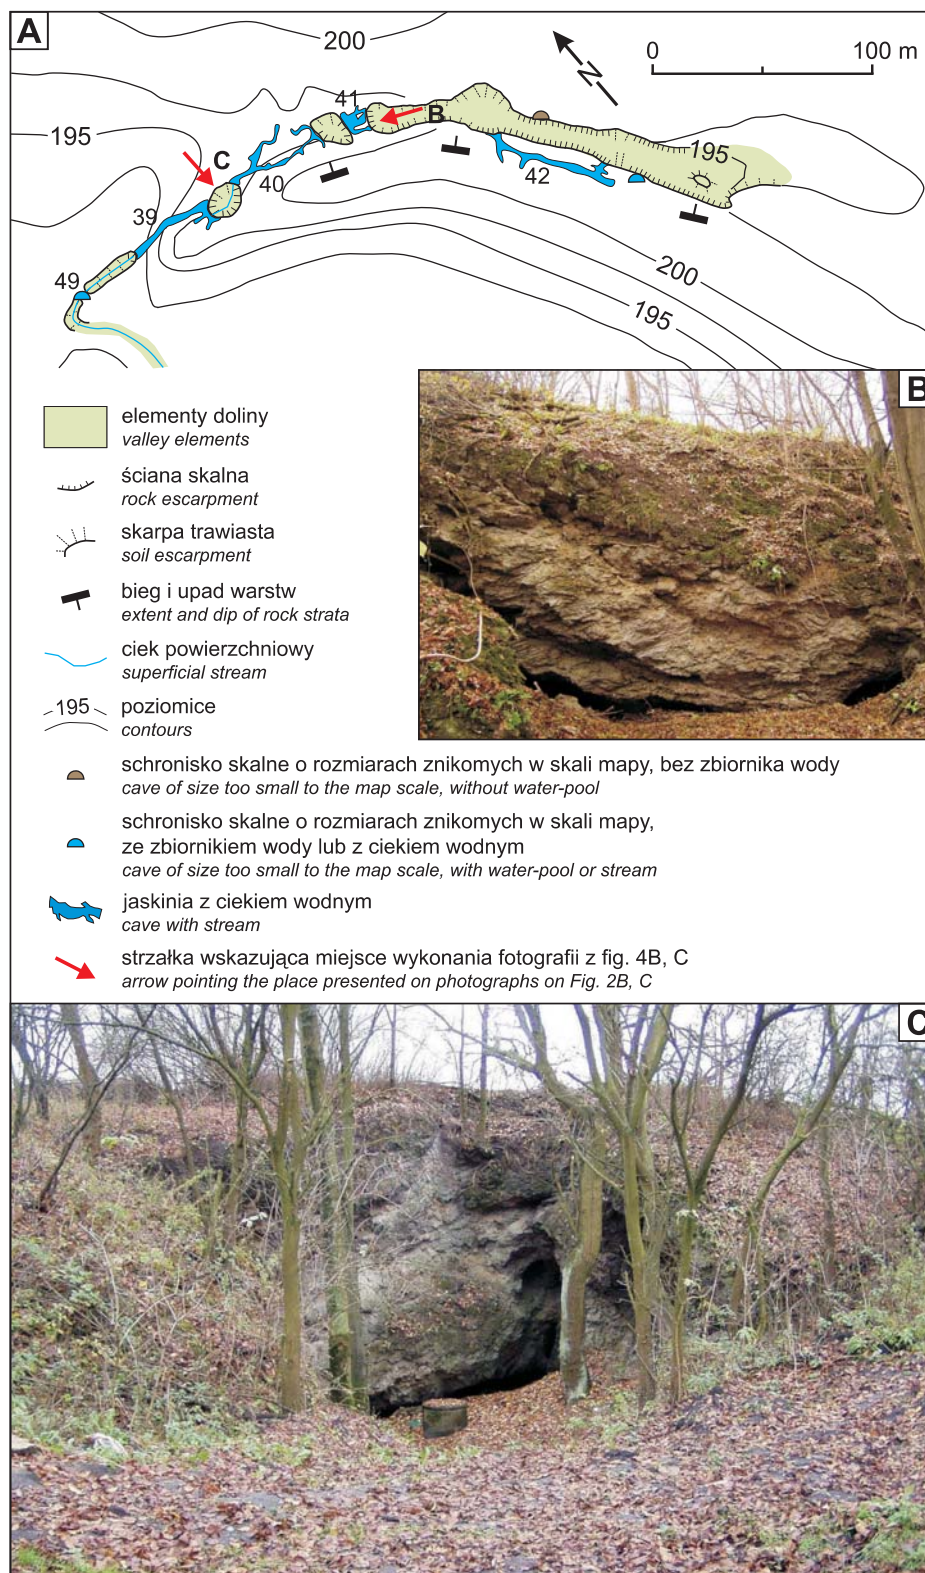 A
200
0 100 m
N
41
B
195
C
195
40
42
39
200
49
195
B
elementy doliny
valley elements
ściana skalna
rock escarpment
skarpa trawiasta
soil escarpment
bieg i upad warstw
extent and dip of rock strata
ciek powierzchniowy
superficial stream
195
poziomice
contours
schronisko skalne o rozmiarach znikomych w skali mapy, bez zbiornika wody
cave of size too small to the map scale, without water-pool
schronisko skalne o rozmiarach znikomych w skali mapy,
ze zbiornikiem wody lub z ciekiem wodnym
cave of size too small to the map scale, with water-pool or stream
jaskinia z ciekiem wodnym
cave with stream
strzałka wskazująca miejsce wykonania fotografii z fig. 4B, C
arrow pointing the place presented on photographs on Fig. 2B, C
C